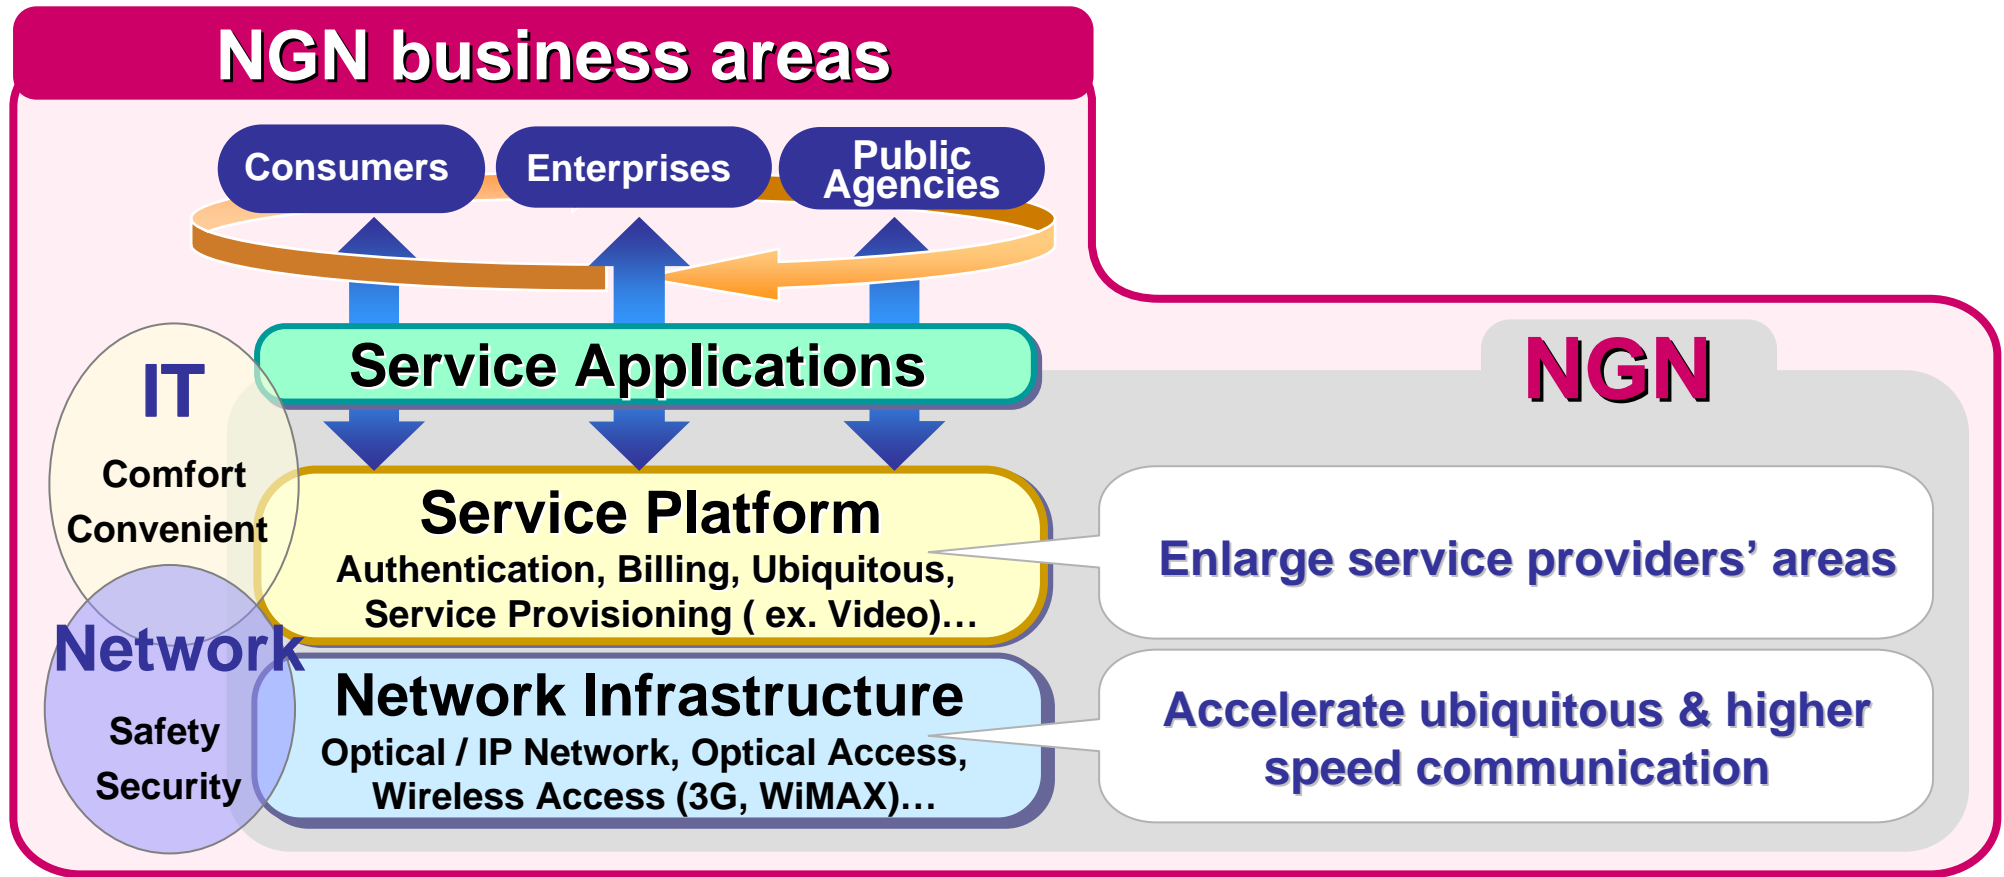 NGN business areas
Consumers
Enterprises
Public
Agencies
Service Applications
NGN
IT
Comfort
Convenient
Service Platform
Authentication, Billing, Ubiquitous,
Service Provisioning ( ex. Video)…
Enlarge service providers’ areas
Network
Safety
Security
Network Infrastructure
Optical / IP Network, Optical Access,
Wireless Access (3G, WiMAX)…
Accelerate ubiquitous & higher
speed communication